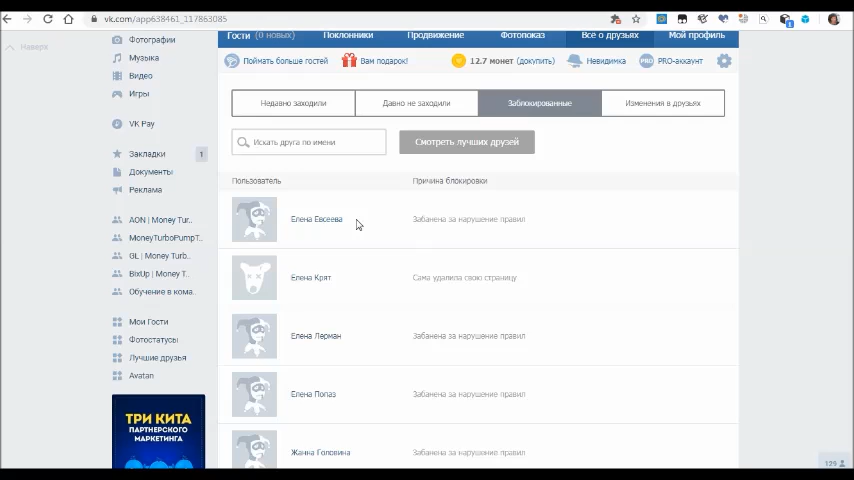 vk.com/app638461_117863085
Наверх
Фотографии
Музыка
Видео
Игры
VK Pay
Закладки 1
Документы
Реклама
AON | Money Tur..
MoneyTurboPumpT..
GL | Money Turb..
BixUp | Money T..
Обучение в кома..
Мои Гости
Фотостатусы
Лучшие друзья
Avatan
ТРИ КИТА
ПАРТНЕРСКОГО
МАРКЕТИНГА
Гости (0 новых) Поклонники Продвижение Фотопоказ Всё о друзьях Мой профиль
Поймать больше гостей Вам подарок! 12.7 монет (докупить) Невидимка PRO PRO-аккаунт
Недавно заходили Давно не заходили Заблокированные Изменения в друзьях
Искать друга по имени Смотреть лучших друзей
Пользователь Причина блокировки
Елена Евсеева Забанена за нарушение правил
Елена Крят Сама удалила свою страницу
Елена Лерман Забанена за нарушение правил
Елена Попаз Забанена за нарушение правил
Жанна Головина Забанена за нарушение правил
129